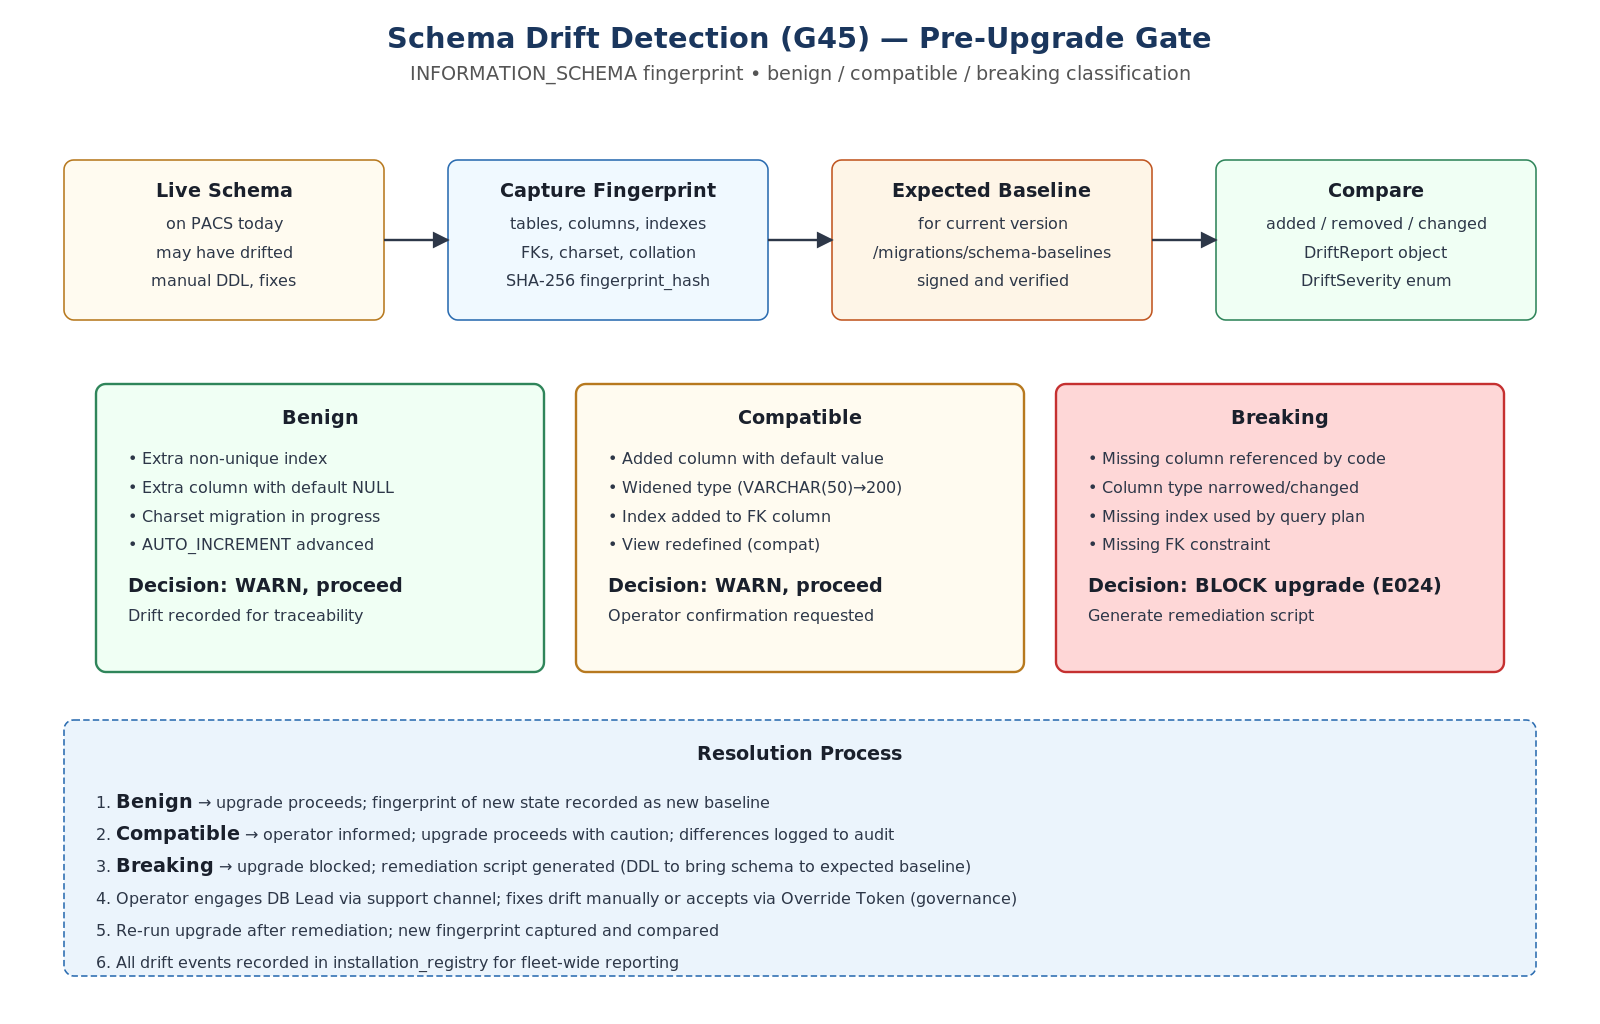 Schema Drift Detection (G45) — Pre-Upgrade Gate
INFORMATION_SCHEMA fingerprint • benign / compatible / breaking classification
Live Schema
on PACS today
may have drifted
manual DDL, fixes
Capture Fingerprint
tables, columns, indexes
FKs, charset, collation
SHA-256 fingerprint_hash
Expected Baseline
for current version
/migrations/schema-baselines
signed and verified
Compare
added / removed / changed
DriftReport object
DriftSeverity enum
Benign
• Extra non-unique index
• Extra column with default NULL
• Charset migration in progress
• AUTO_INCREMENT advanced
Decision: WARN, proceed
Drift recorded for traceability
Compatible
• Added column with default value
• Widened type (VARCHAR(50)→200)
• Index added to FK column
• View redefined (compat)
Decision: WARN, proceed
Operator confirmation requested
Breaking
• Missing column referenced by code
• Column type narrowed/changed
• Missing index used by query plan
• Missing FK constraint
Decision: BLOCK upgrade (E024)
Generate remediation script
Resolution Process
1. Benign → upgrade proceeds; fingerprint of new state recorded as new baseline
2. Compatible → operator informed; upgrade proceeds with caution; differences logged to audit
3. Breaking → upgrade blocked; remediation script generated (DDL to bring schema to expected baseline)
4. Operator engages DB Lead via support channel; fixes drift manually or accepts via Override Token (governance)
5. Re-run upgrade after remediation; new fingerprint captured and compared
6. All drift events recorded in installation_registry for fleet-wide reporting